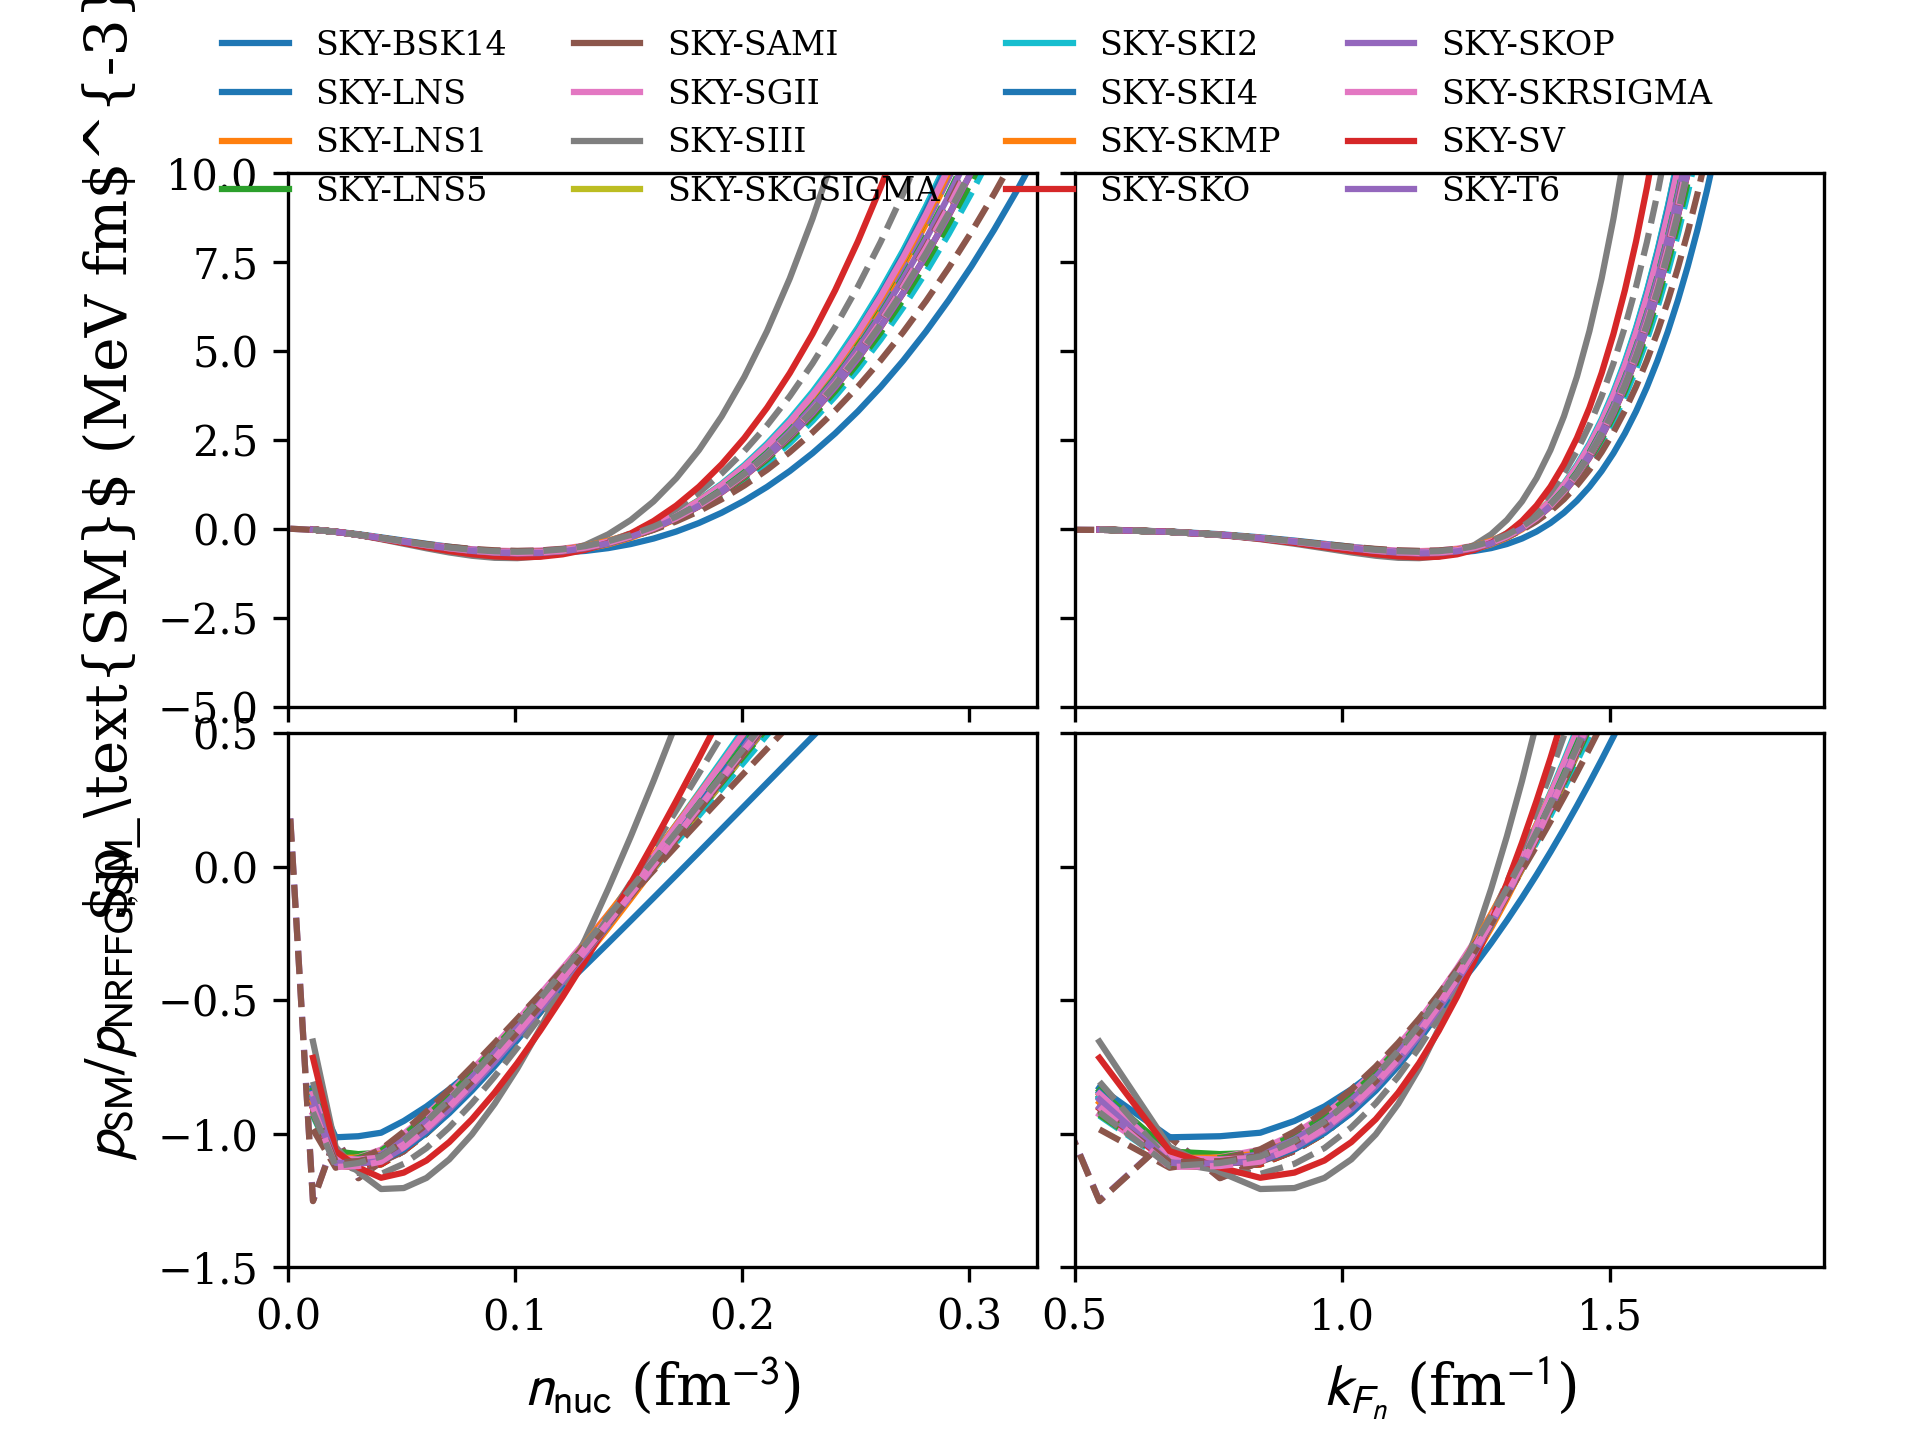 SKY-BSK14 SKY-SAMI SKY-SKI2 SKY-SKOP
SKY-LNS SKY-SGII SKY-SKI4 SKY-SKRSIGMA
SKY-LNS1 SKY-SIII SKY-SKMP SKY-SV
SKY-LNS5 SKY-SKGSIGMA SKY-SKO SKY-T6
$p_\text{SM}$ (MeV fm$^{-3}
10.0
7.5
5.0
2.5
0.0
−2.5
−5.0
pSM/pNRFFG,SM
0.5
0.0
−0.5
−1.0
−1.5
0.0 0.1 0.2 0.3 0.5 1.0 1.5
nnuc (fm−3) kFn (fm−1)